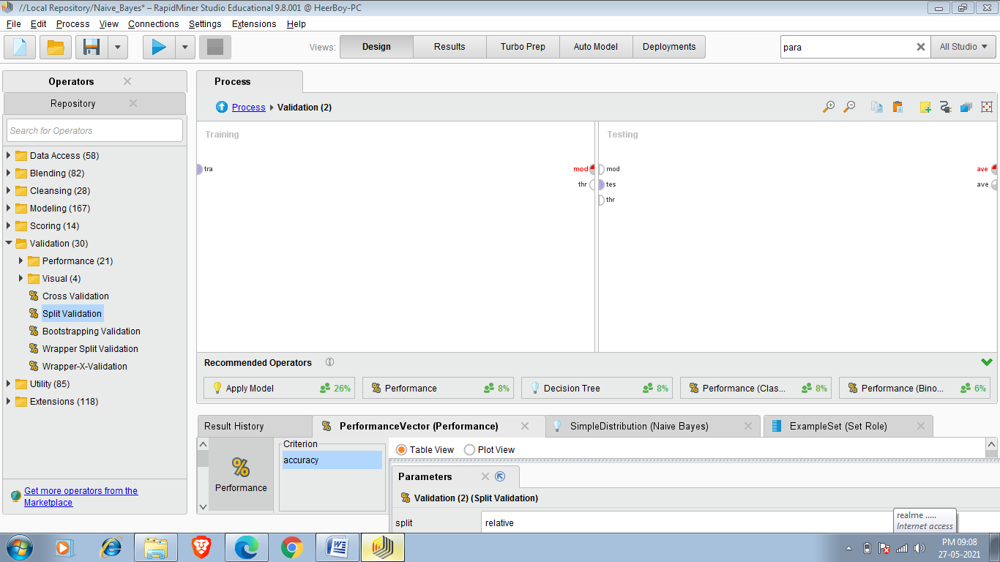 //Local Repository/Naive_Bayes* – RapidMiner Studio Educational 9.8.001 @ HeerBoy-PC
File Edit Process View Connections Settings Extensions Help
Views: Design Results Turbo Prep Auto Model Deployments para All Studio
Operators
Repository
Search for Operators
Data Access (58)
Blending (82)
Cleansing (28)
Modeling (167)
Scoring (14)
Validation (30)
Performance (21)
Visual (4)
Cross Validation
Split Validation
Bootstrapping Validation
Wrapper Split Validation
Wrapper-X-Validation
Utility (85)
Extensions (118)
Get more operators from the
Marketplace
Process
Process Validation (2)
Training
tra
mod
thr
Testing
mod
tes
thr
ave
ave
Recommended Operators
Apply Model 26%
Performance 8%
Decision Tree 8%
Performance (Clas... 8%
Performance (Bino... 6%
Result History PerformanceVector (Performance) SimpleDistribution (Naive Bayes) ExampleSet (Set Role)
Performance
Criterion
accuracy
Table View Plot View
Parameters
Validation (2) (Split Validation)
split relative
realme .....
Internet access
PM 09:08
27-05-2021